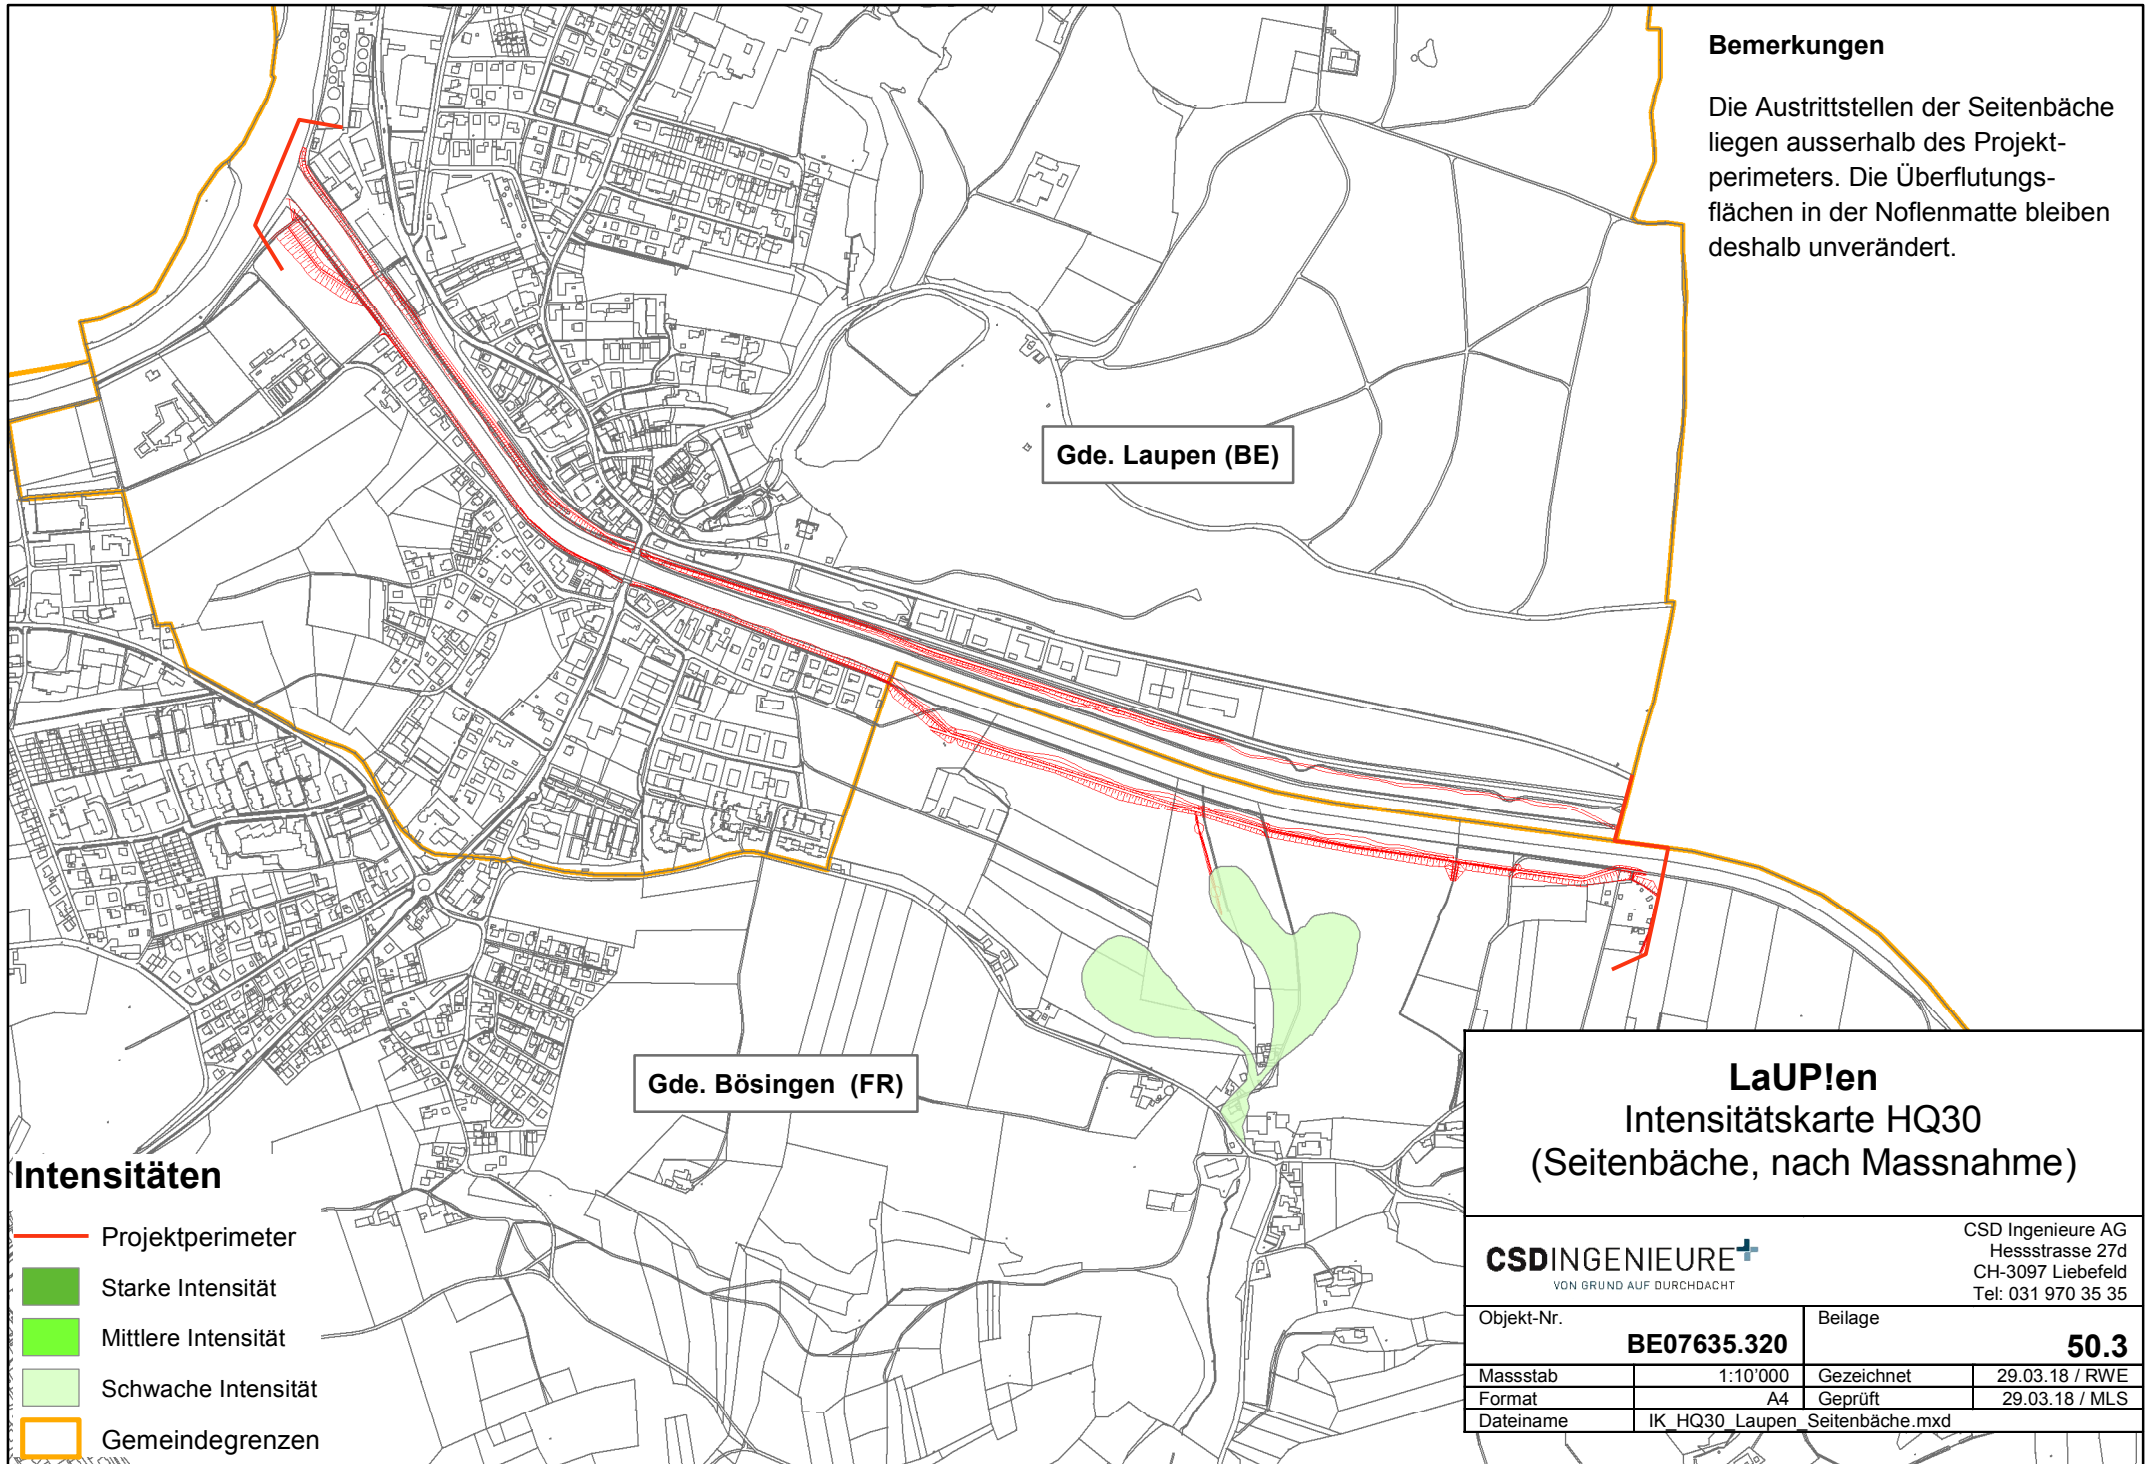 Bemerkungen
Die Austrittstellen der Seitenbäche
liegen ausserhalb des Projekt-
perimeters. Die Überflutungs-
flächen in der Noflenmatte bleiben
deshalb unverändert.
Gde. Laupen (BE)
Gde. Bösingen (FR)
Intensitäten
Projektperimeter
Starke Intensität
Mittlere Intensität
Schwache Intensität
Gemeindegrenzen
LaUP!en
Intensitätskarte HQ30
(Seitenbäche, nach Massnahme)
CSDINGENIEURE+
VON GRUND AUF DURCHDACHT
CSD Ingenieure AG
Hessstrasse 27d
CH-3097 Liebefeld
Tel: 031 970 35 35
Objekt-Nr. BE07635.320
Beilage 50.3
Massstab 1:10'000 Gezeichnet 29.03.18 / RWE
Format A4 Geprüft 29.03.18 / MLS
Dateiname IK_HQ30_Laupen_Seitenbäche.mxd